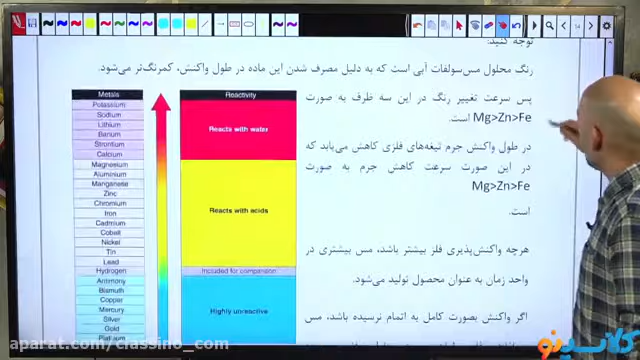 توجه کنید:
رنگ محلول مس‌سولفات آبی است که به دلیل مصرف شدن این ماده در طول واکنش، کمرنگ‌تر می‌شود.
پس سرعت تغییر رنگ در این سه ظرف به صورت
Mg>Zn>Fe است.
در طول واکنش جرم تیغه‌های فلزی کاهش می‌یابد که
در این صورت سرعت کاهش جرم به صورت
Mg>Zn>Fe
است.
هرچه واکنش‌پذیری فلز بیشتر باشد، مس بیشتری در
واحد زمان به عنوان محصول تولید می‌شود.
اگر واکنش بصورت کامل به اتمام نرسیده باشد، مس
Metals
Potassium
Sodium
Lithium
Barium
Strontium
Calcium
Magnesium
Aluminium
Manganese
Zinc
Chromium
Iron
Cadmium
Cobalt
Nickel
Tin
Lead
Hydrogen
Antimony
Bismuth
Copper
Mercury
Silver
Gold
Platinum
Reactivity
Reacts with water
Reacts with acids
Included for comparison
Highly unreactive
14
aparat.com/classino_com
کلاسینو